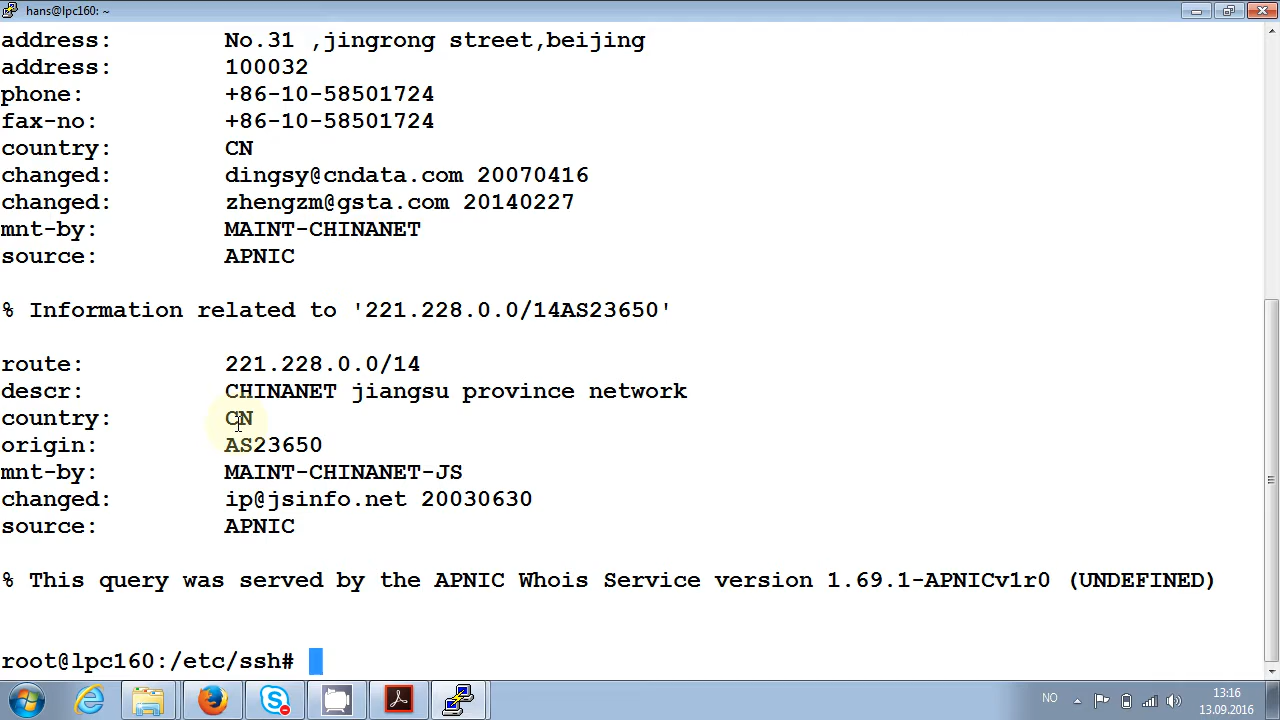 hans@lpc160: ~
address: No.31 ,jingrong street,beijing
address: 100032
phone: +86-10-58501724
fax-no: +86-10-58501724
country: CN
changed: dingsy@cndata.com 20070416
changed: zhengzm@gsta.com 20140227
mnt-by: MAINT-CHINANET
source: APNIC
% Information related to '221.228.0.0/14AS23650'
route: 221.228.0.0/14
descr: CHINANET jiangsu province network
country: CN
origin: AS23650
mnt-by: MAINT-CHINANET-JS
changed: ip@jsinfo.net 20030630
source: APNIC
% This query was served by the APNIC Whois Service version 1.69.1-APNICv1r0 (UNDEFINED)
root@lpc160:/etc/ssh#
NO
13:16
13.09.2016